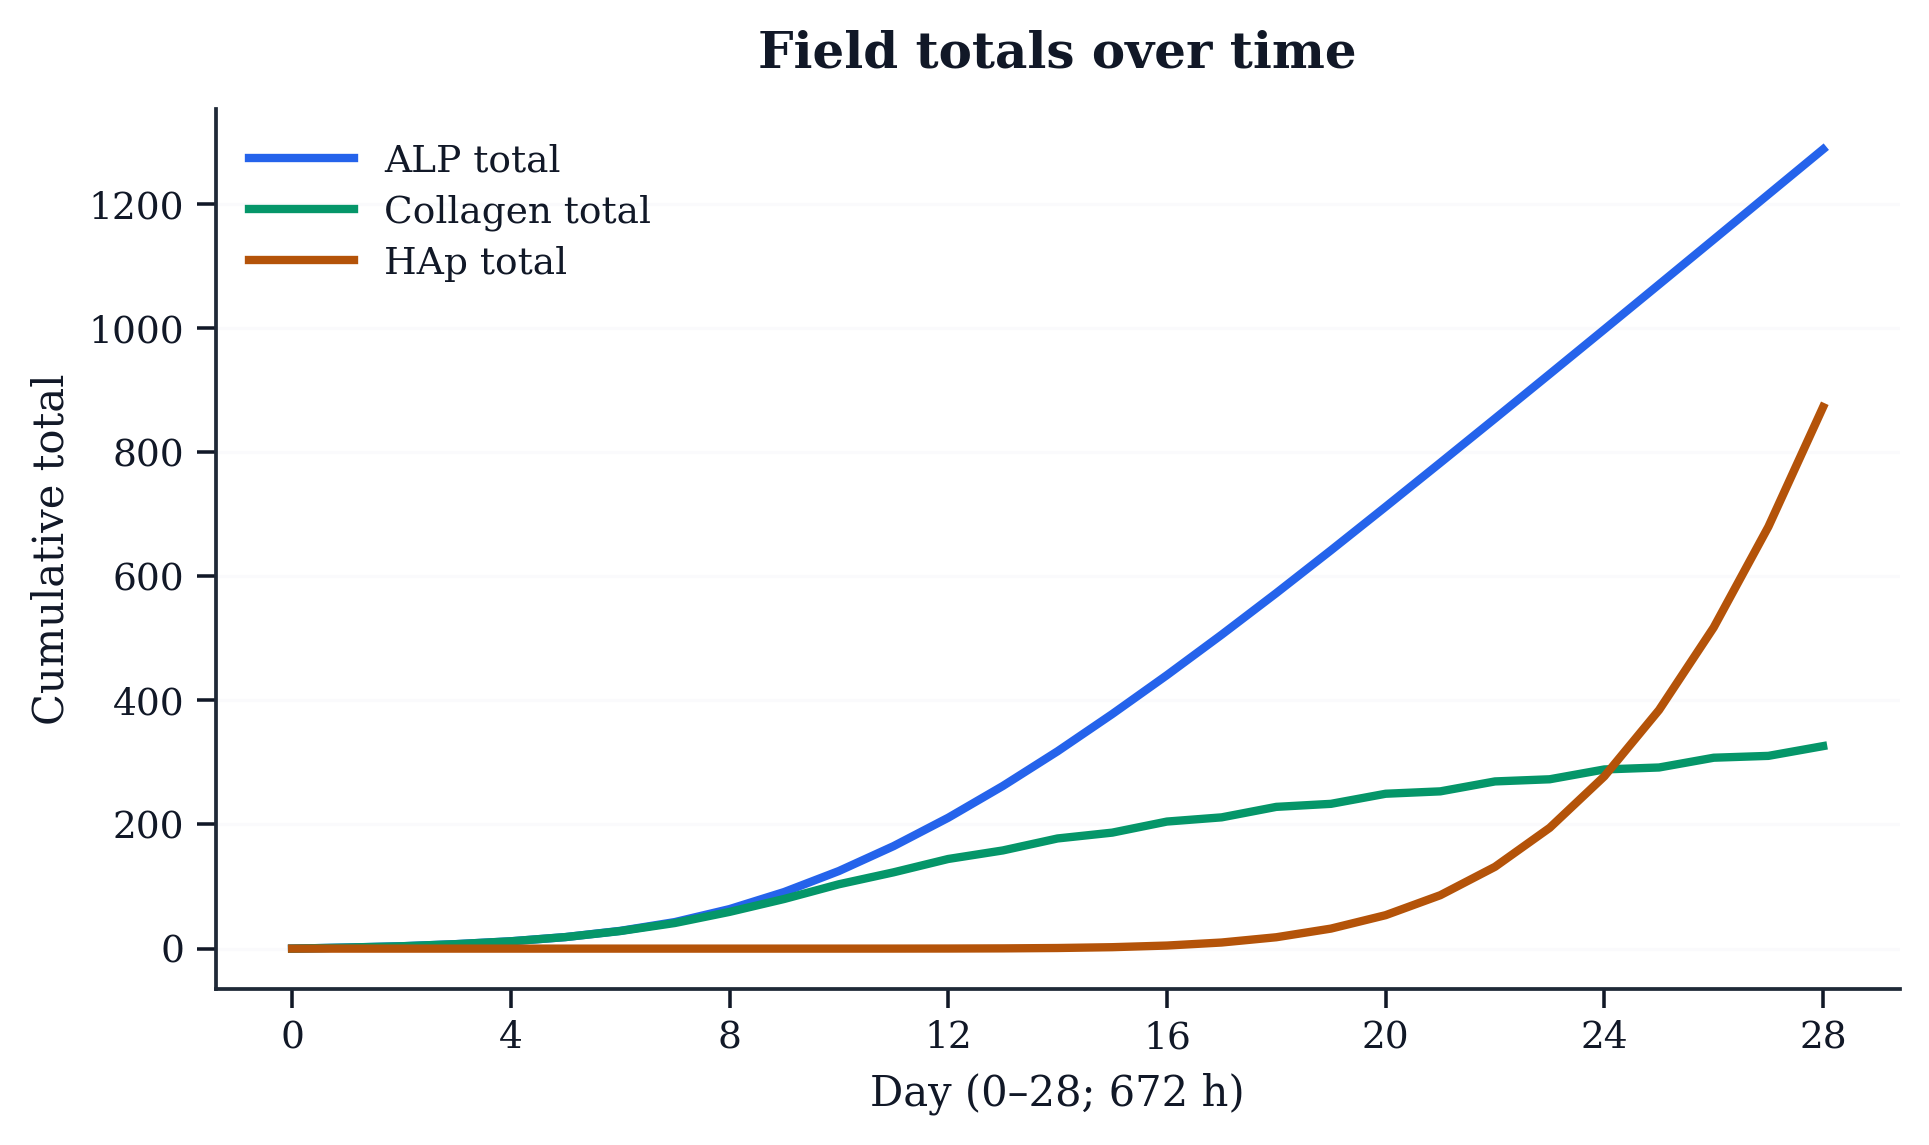 Field totals over time
ALP total
Collagen total
HAp total
Cumulative total
1200
1000
800
600
400
200
0
0 4 8 12 16 20 24 28
Day (0–28; 672 h)